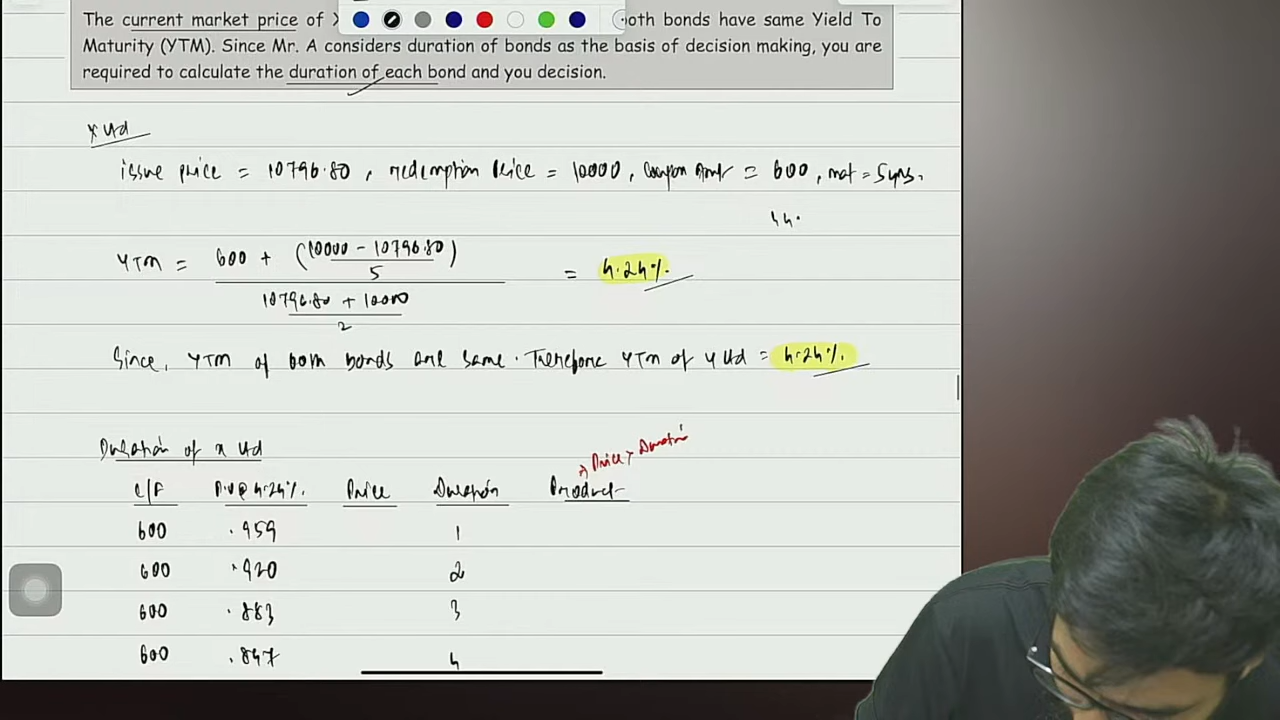 The current market price of X
both bonds have same Yield To
Maturity (YTM). Since Mr. A considers duration of bonds as the basis of decision making, you are
required to calculate the duration of each bond and you decision.
X Ltd
issue price = 10796.80, redemption Price = 10000, Coupon Amt = 600, mat = 5yrs.
YTM = 600 + (10000 - 10796.80)
5
= 4.24%
10796.80 + 10000
2
Since, YTM of both bonds are same. Therefore YTM of Y Ltd = 4.24%.
Duration of X Ltd
Price × Duration
C/F P.V@4.24%. Price Duration Product
600 .959 1
600 .920 2
600 .883 3
600 .847 4